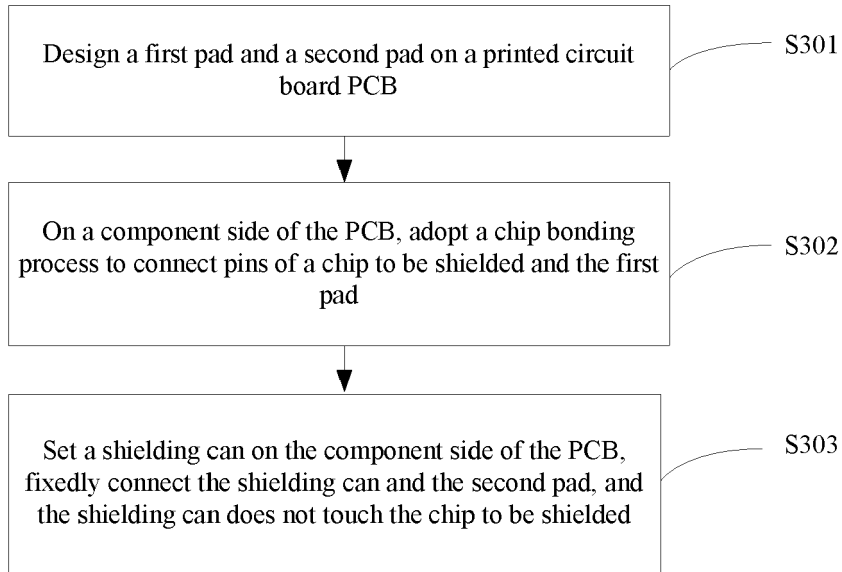 Design a first pad and a second pad on a printed circuit
board PCB
S301
On a component side of the PCB, adopt a chip bonding
process to connect pins of a chip to be shielded and the first
pad
S302
Set a shielding can on the component side of the PCB,
fixedly connect the shielding can and the second pad, and
the shielding can does not touch the chip to be shielded
S303